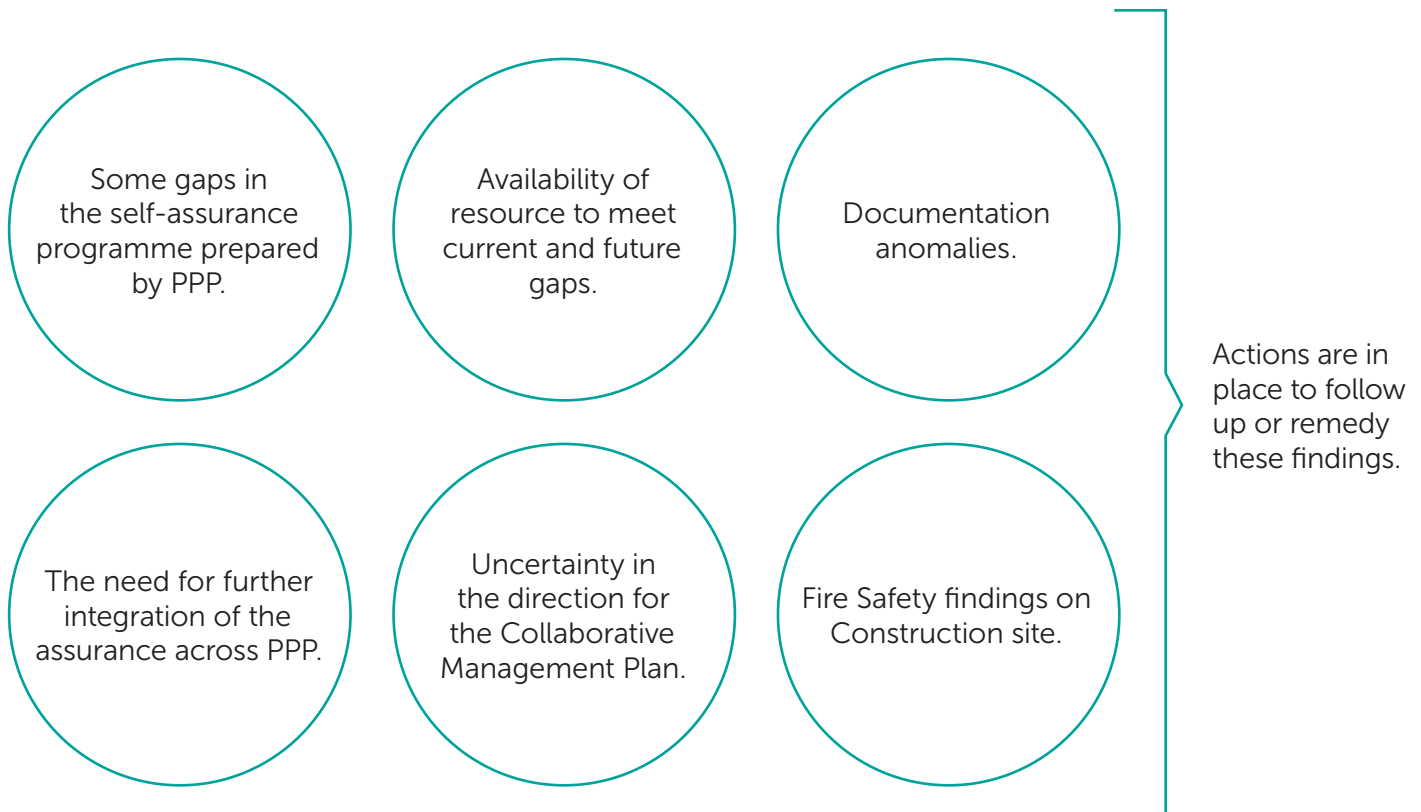 Some gaps in
the self-assurance
programme prepared
by PPP.
Availability of
resource to meet
current and future
gaps.
Documentation
anomalies.
The need for further
integration of the
assurance across PPP.
Uncertainty in
the direction for
the Collaborative
Management Plan.
Fire Safety findings on
Construction site.
Actions are in
place to follow
up or remedy
these findings.